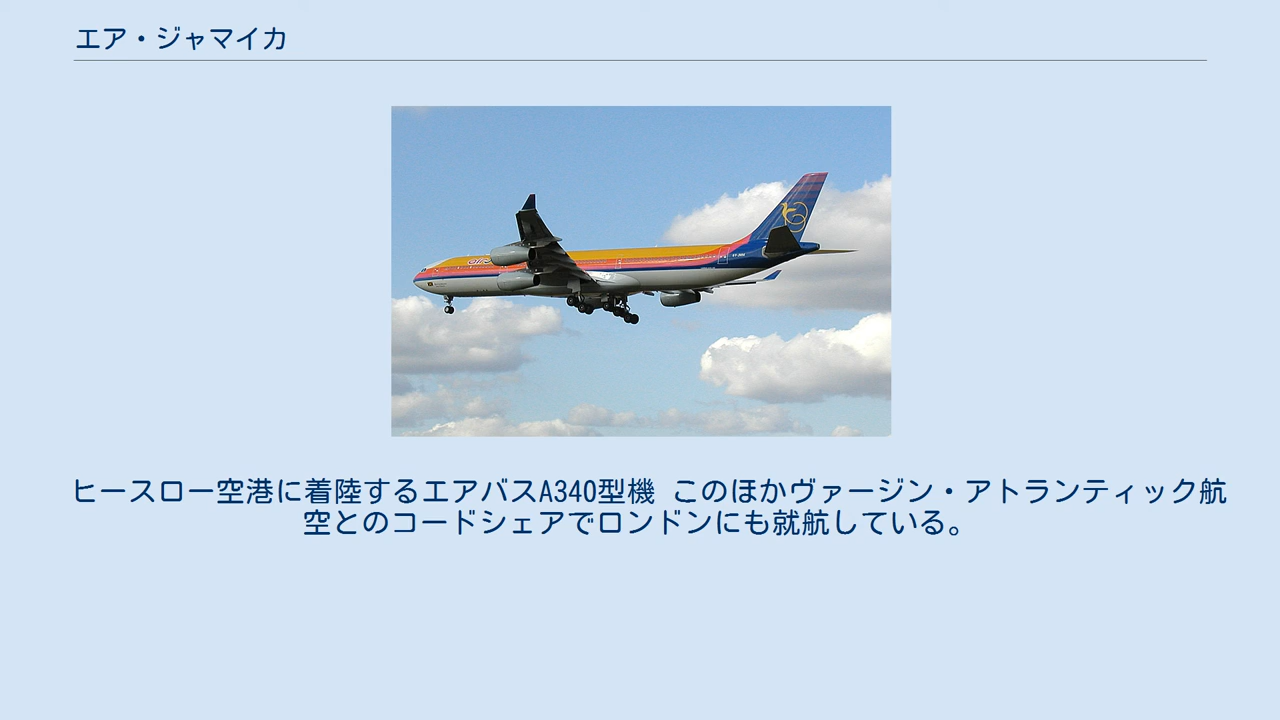 エア・ジャマイカ
ヒースロー空港に着陸するエアバスA340型機 このほかヴァージン・アトランティック航
空とのコードシェアでロンドンにも就航している。